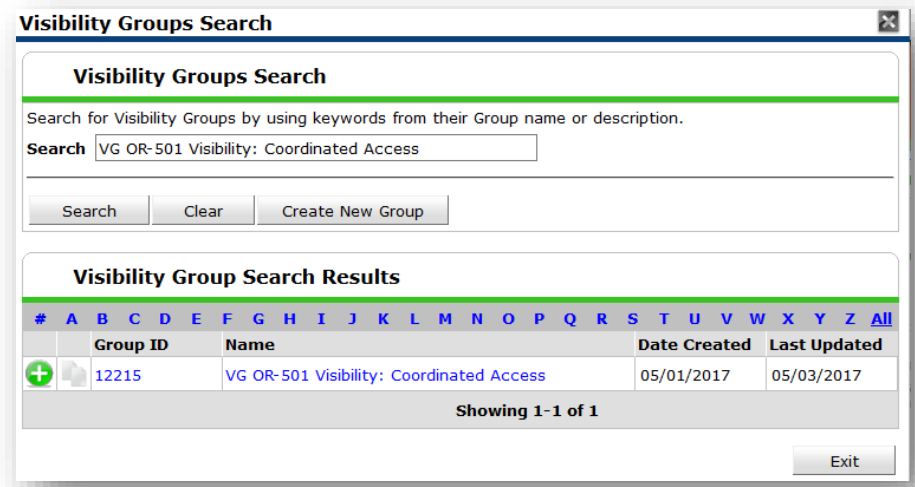 Visibility Groups Search
Visibility Groups Search
Search for Visibility Groups by using keywords from their Group name or description.
Search VG OR-501 Visibility: Coordinated Access
Search Clear Create New Group
Visibility Group Search Results
# A B C D E F G H I J K L M N O P Q R S T U V W X Y Z All
Group ID Name Date Created Last Updated
12215 VG OR-501 Visibility: Coordinated Access 05/01/2017 05/03/2017
Showing 1-1 of 1
Exit